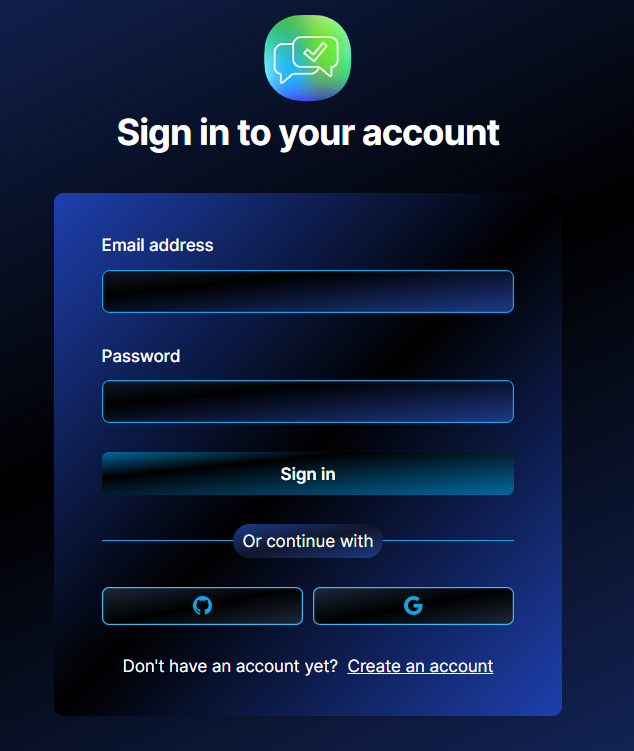 Sign in to your account
Email address
Password
Sign in
Or continue with
Don't have an account yet? Create an account